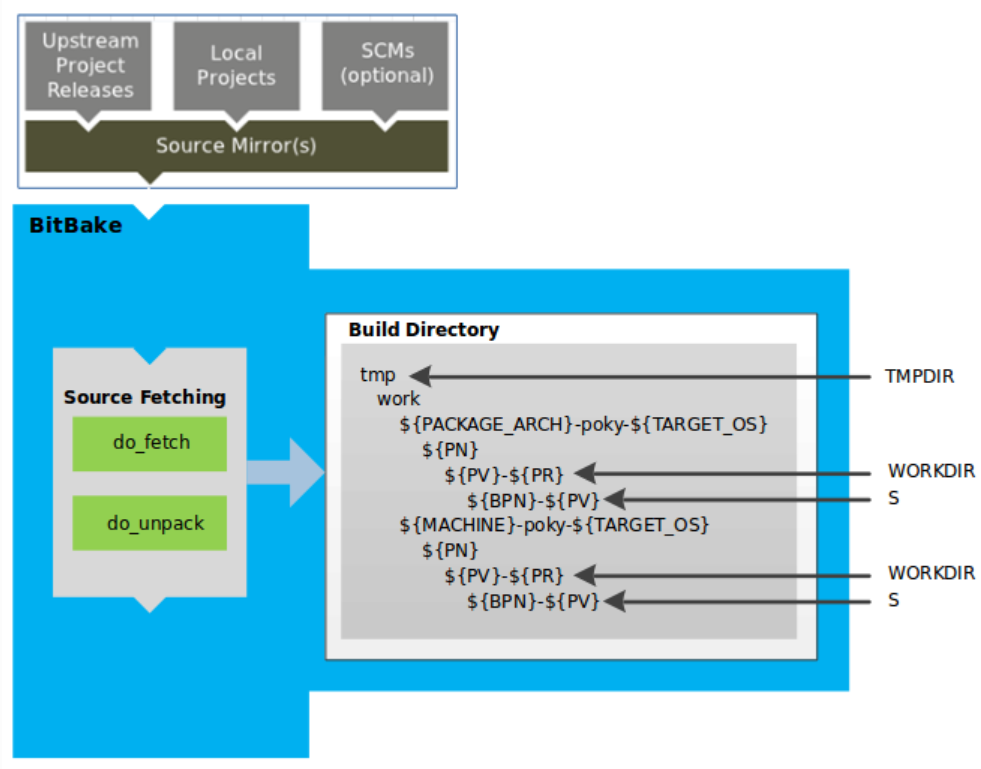 Upstream
Project
Releases
Local
Projects
SCMs
(optional)
Source Mirror(s)
BitBake
Source Fetching
do_fetch
do_unpack
Build Directory
tmp
TMPDIR
work
${PACKAGE_ARCH}-poky-${TARGET_OS}
${PN}
${PV}-${PR}
WORKDIR
${BPN}-${PV}
S
${MACHINE}-poky-${TARGET_OS}
${PN}
${PV}-${PR}
WORKDIR
${BPN}-${PV}
S